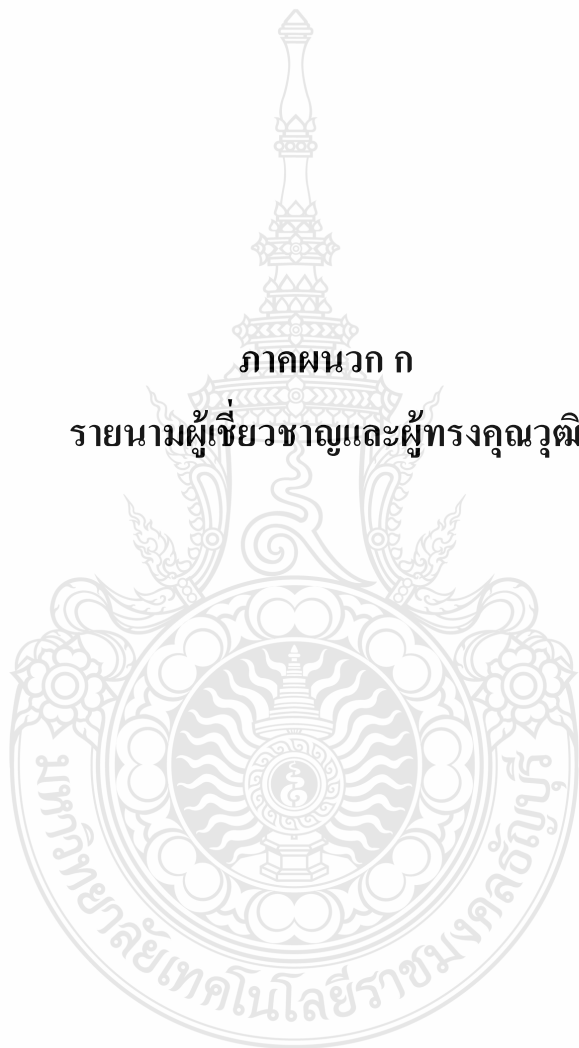 ภาคผนวก ก
รายนามผู้เชี่ยวชาญและผู้ทรงคุณวุฒิ
มหาวิทยาลัยเทคโนโลยีราชมงคลธัญบุรี